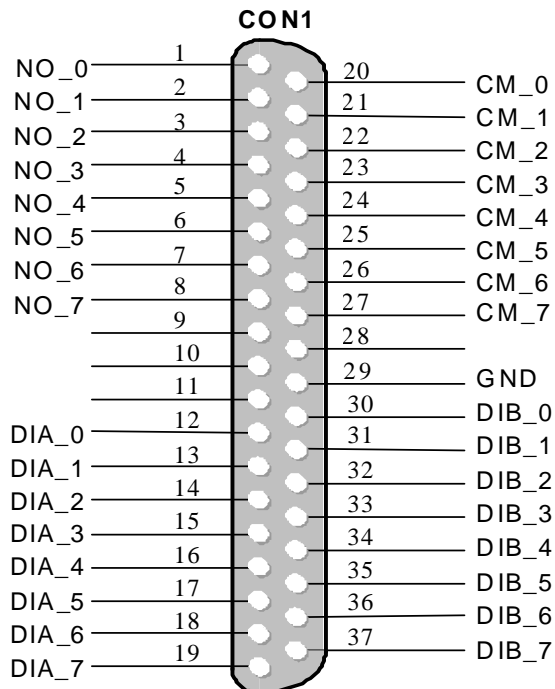 CON1
NO_0 1
NO_1 2
NO_2 3
NO_3 4
NO_4 5
NO_5 6
NO_6 7
NO_7 8
9
10
11
DIA_0 12
DIA_1 13
DIA_2 14
DIA_3 15
DIA_4 16
DIA_5 17
DIA_6 18
DIA_7 19
20 CM_0
21 CM_1
22 CM_2
23 CM_3
24 CM_4
25 CM_5
26 CM_6
27 CM_7
28
29 GND
30 DIB_0
31 DIB_1
32 DIB_2
33 DIB_3
34 DIB_4
35 DIB_5
36 DIB_6
37 DIB_7